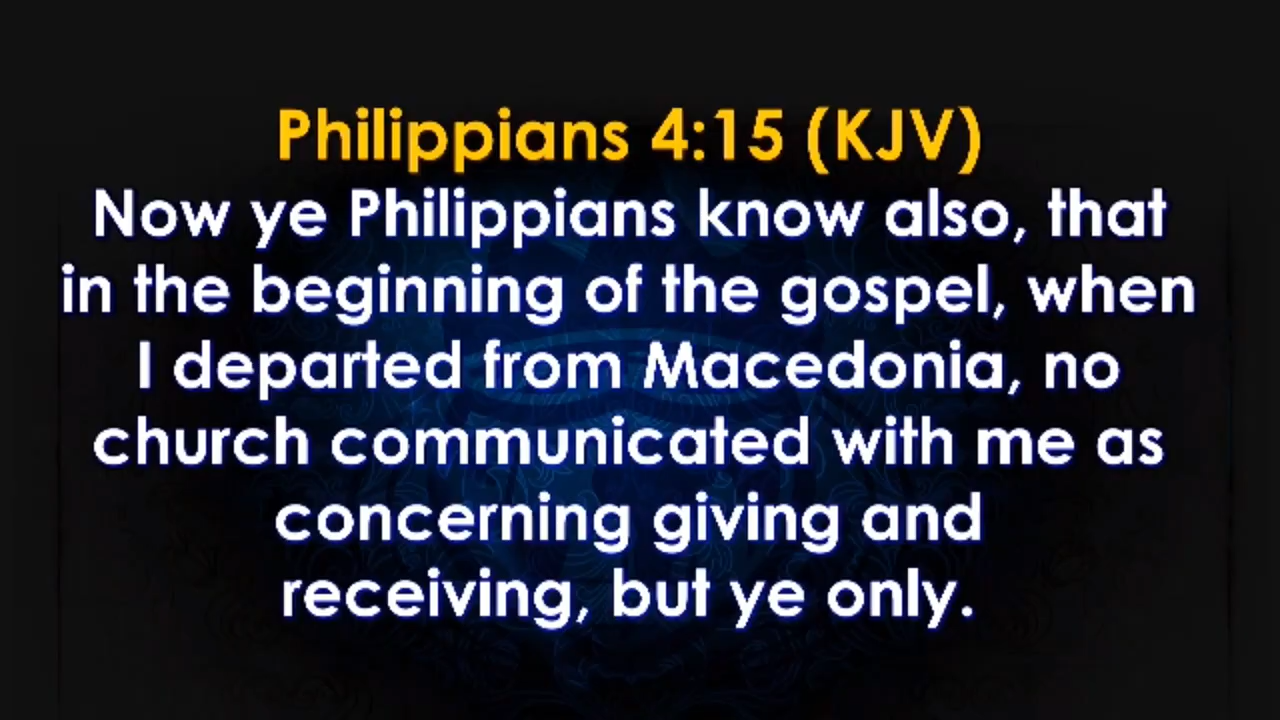 Philippians 4:15 (KJV)
Now ye Philippians know also, that
in the beginning of the gospel, when
I departed from Macedonia, no
church communicated with me as
concerning giving and
receiving, but ye only.